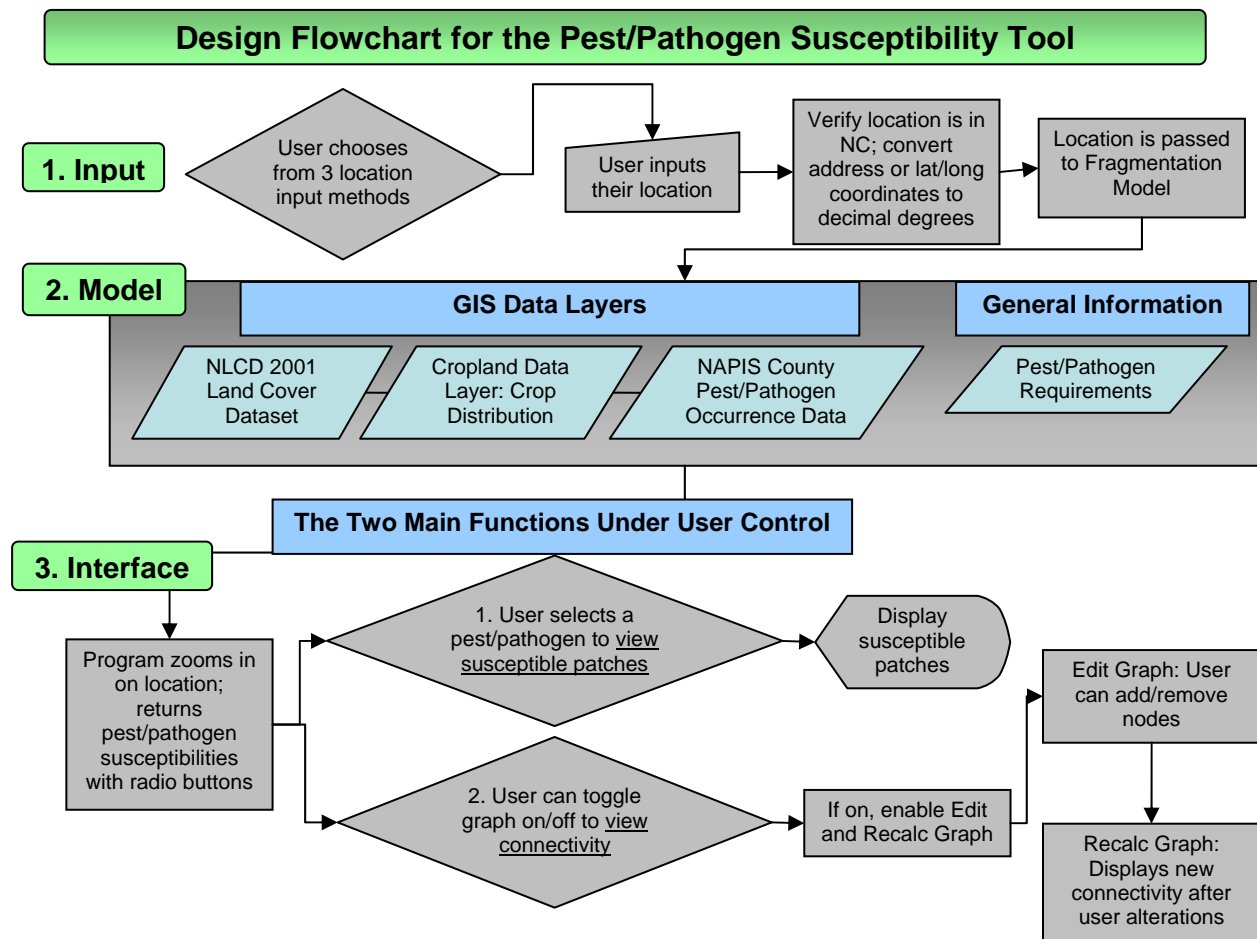 Design Flowchart for the Pest/Pathogen Susceptibility Tool
1. Input
User chooses
from 3 location
input methods
User inputs
their location
Verify location is in
NC; convert
address or lat/long
coordinates to
decimal degrees
Location is passed
to Fragmentation
Model
2. Model
GIS Data Layers
General Information
NLCD 2001
Land Cover
Dataset
Cropland Data
Layer: Crop
Distribution
NAPIS County
Pest/Pathogen
Occurrence Data
Pest/Pathogen
Requirements
The Two Main Functions Under User Control
3. Interface
Program zooms in
on location;
returns
pest/pathogen
susceptibilities
with radio buttons
1. User selects a
pest/pathogen to view
susceptible patches
Display
susceptible
patches
2. User can toggle
graph on/off to view
connectivity
If on, enable Edit
and Recalc Graph
Edit Graph: User
can add/remove
nodes
Recalc Graph:
Displays new
connectivity after
user alterations